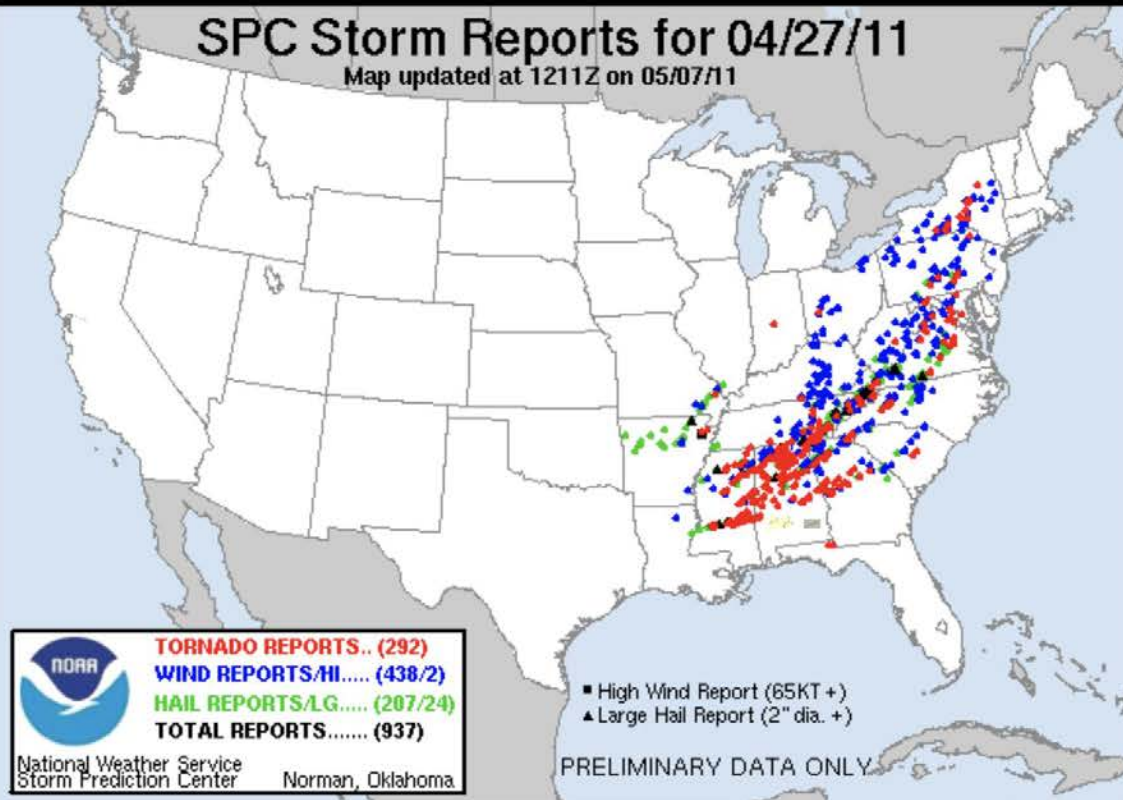 SPC Storm Reports for 04/27/11
Map updated at 1211Z on 05/07/11
NOAA
TORNADO REPORTS.. (292)
WIND REPORTS/HI..... (438/2)
HAIL REPORTS/LG..... (207/24)
TOTAL REPORTS....... (937)
National Weather Service
Storm Prediction Center Norman, Oklahoma
High Wind Report (65KT +)
Large Hail Report (2" dia. +)
PRELIMINARY DATA ONLY